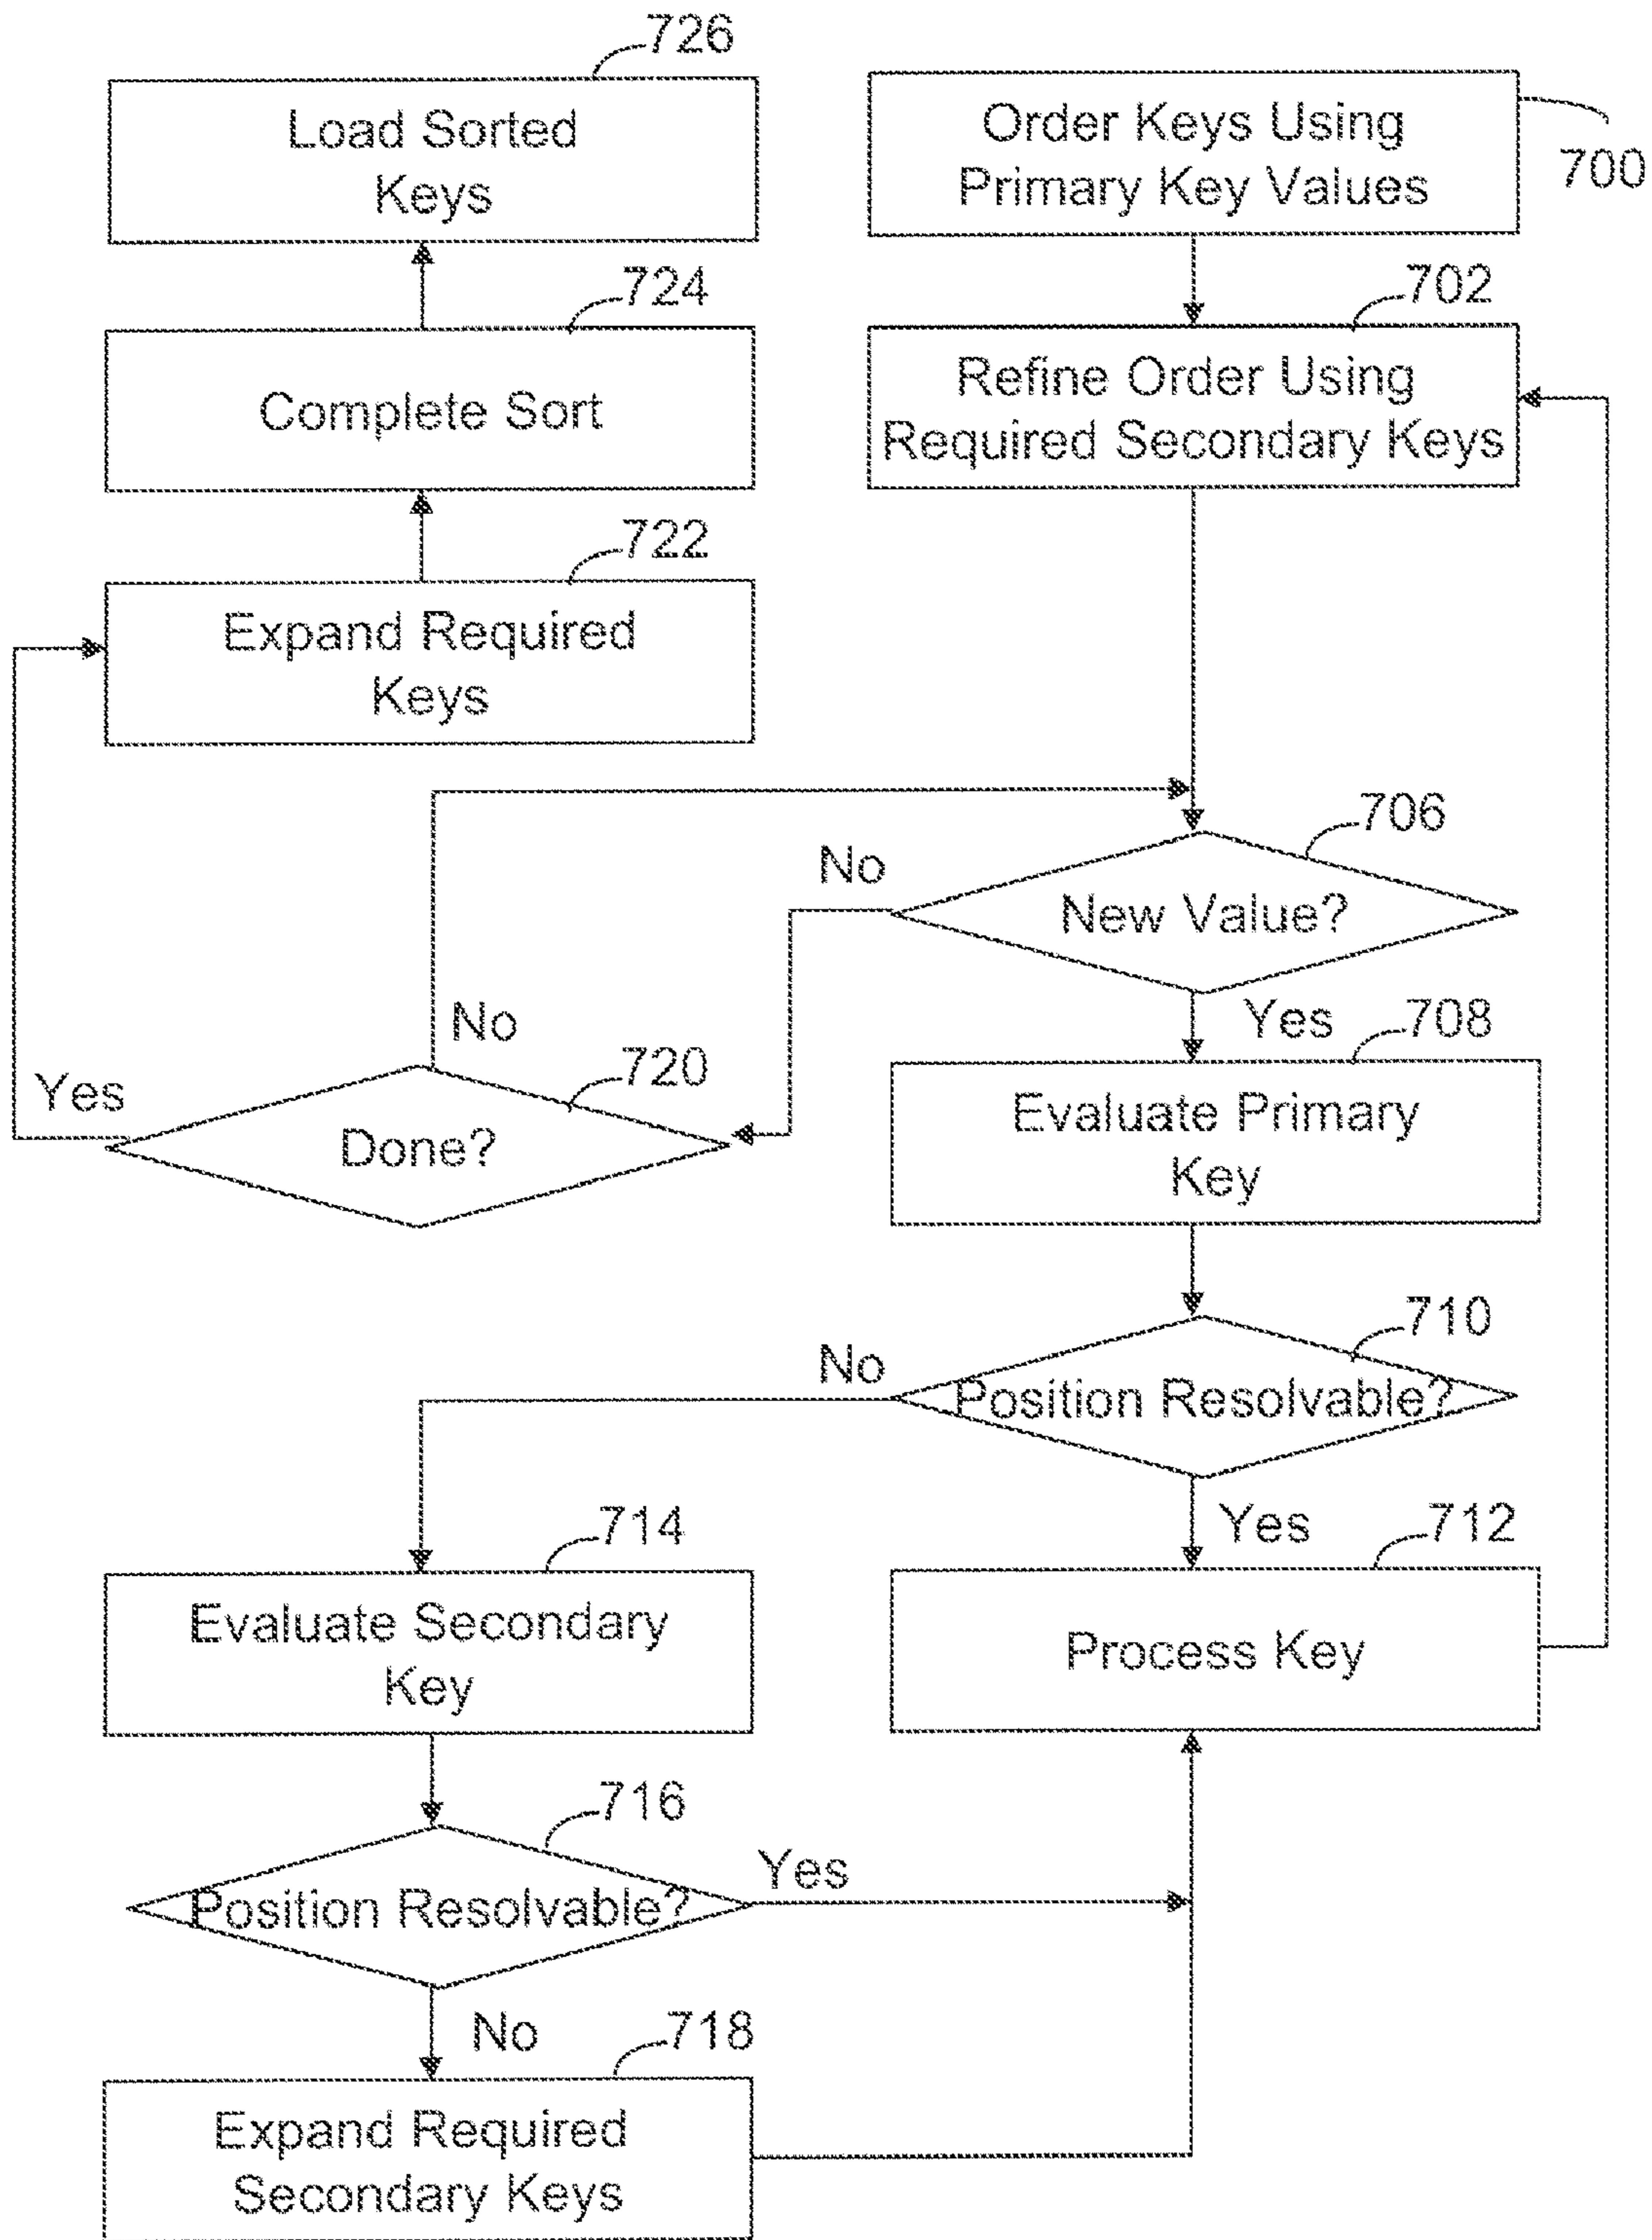 726
Load Sorted
Keys
Order Keys Using
Primary Key Values
700
724
Complete Sort
702
Refine Order Using
Required Secondary Keys
722
Expand Required
Keys
706
No
New Value?
No
Yes
708
Yes
720
Done?
Evaluate Primary
Key
710
No
Position Resolvable?
714
Yes
712
Evaluate Secondary
Key
Process Key
716
Yes
Position Resolvable?
No
718
Expand Required
Secondary Keys